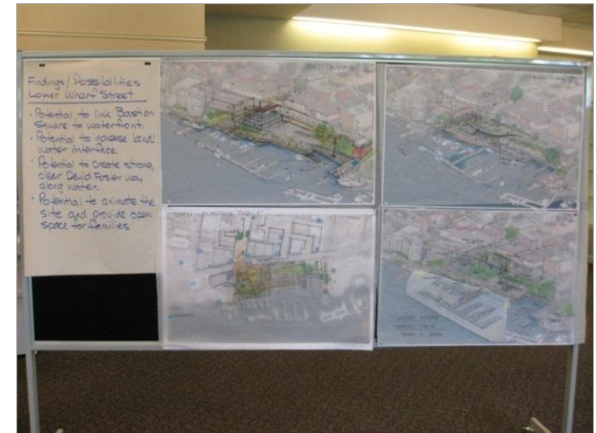 Findings/Possibilities
Lower Wharf Street
· Potential to link Bastion
Square to waterfront.
· Potential to increase land/
water interface.
· Potential to create strong,
clear David Foster way
along water.
· Potential to animate the
site and provide open
space for families